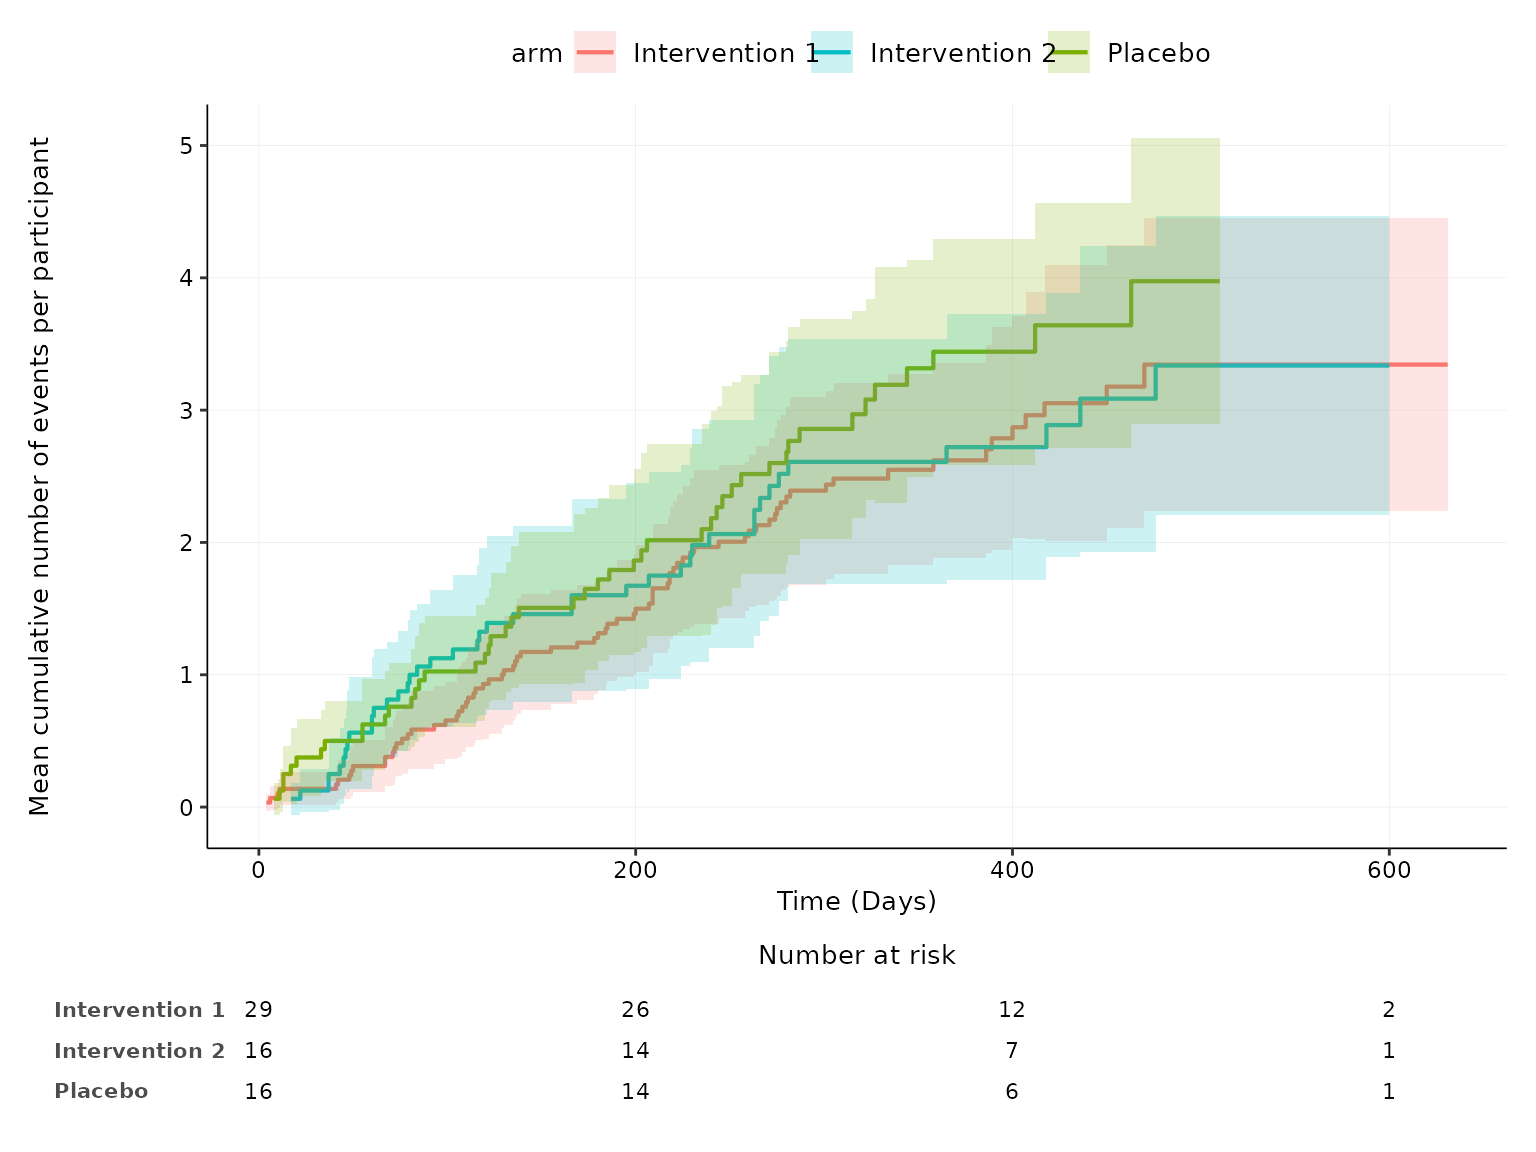 arm Intervention 1 Intervention 2 Placebo
Mean cumulative number of events per participant
5
4
3
2
1
0
0 200 400 600
Time (Days)
Number at risk
Intervention 1 29 26 12 2
Intervention 2 16 14 7 1
Placebo 16 14 6 1